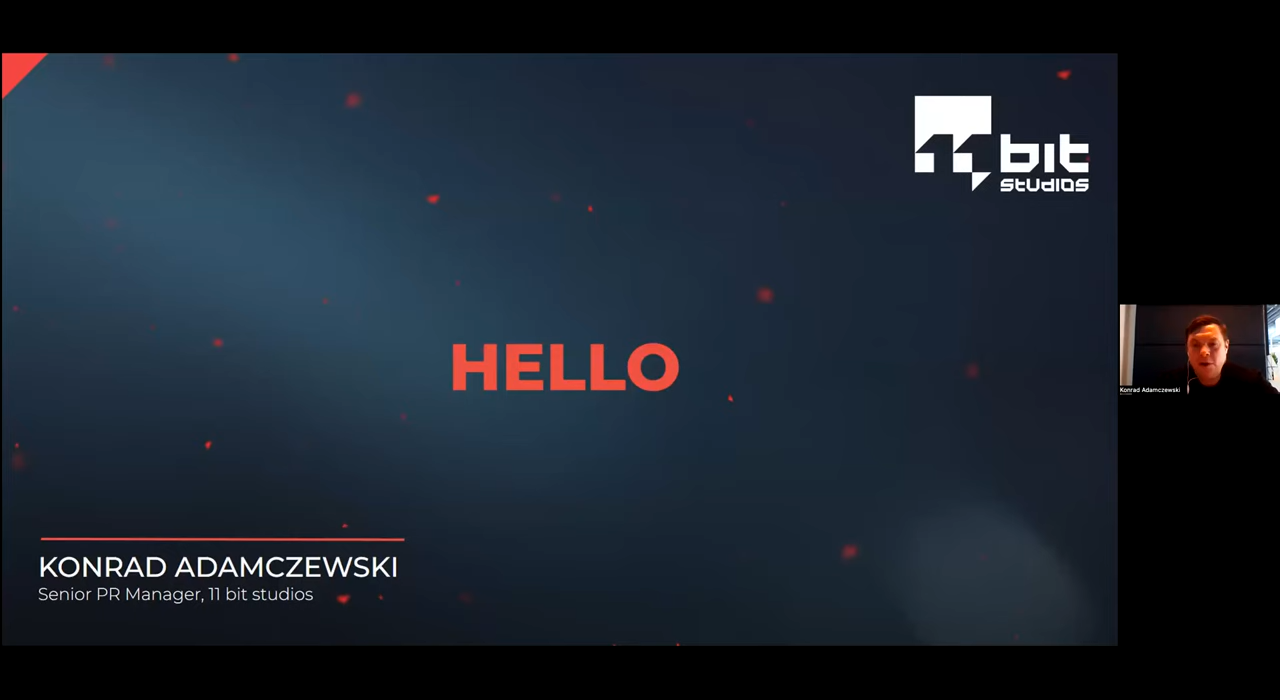 11 bit
studios
HELLO
KONRAD ADAMCZEWSKI
Senior PR Manager, 11 bit studios
Konrad Adamczewski